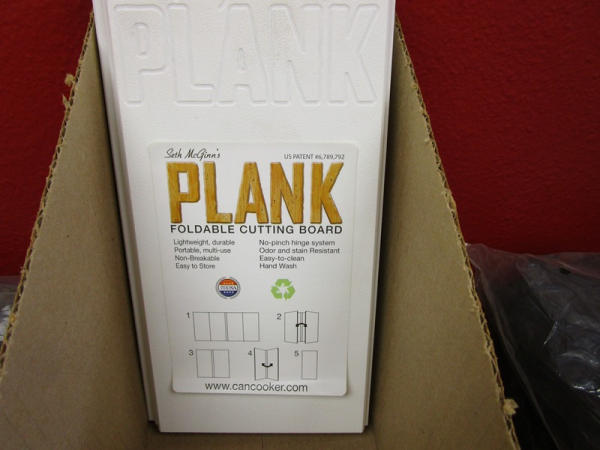 PLANK
Seth McGinn's
US PATENT #6,789,792
PLANK
FOLDABLE CUTTING BOARD
Lightweight, durable
Portable, multi-use
Non-Breakable
Easy to Store
No-pinch hinge system
Odor and stain Resistant
Easy-to-clean
Hand Wash
1
2
3
4
5
www.cancooker.com